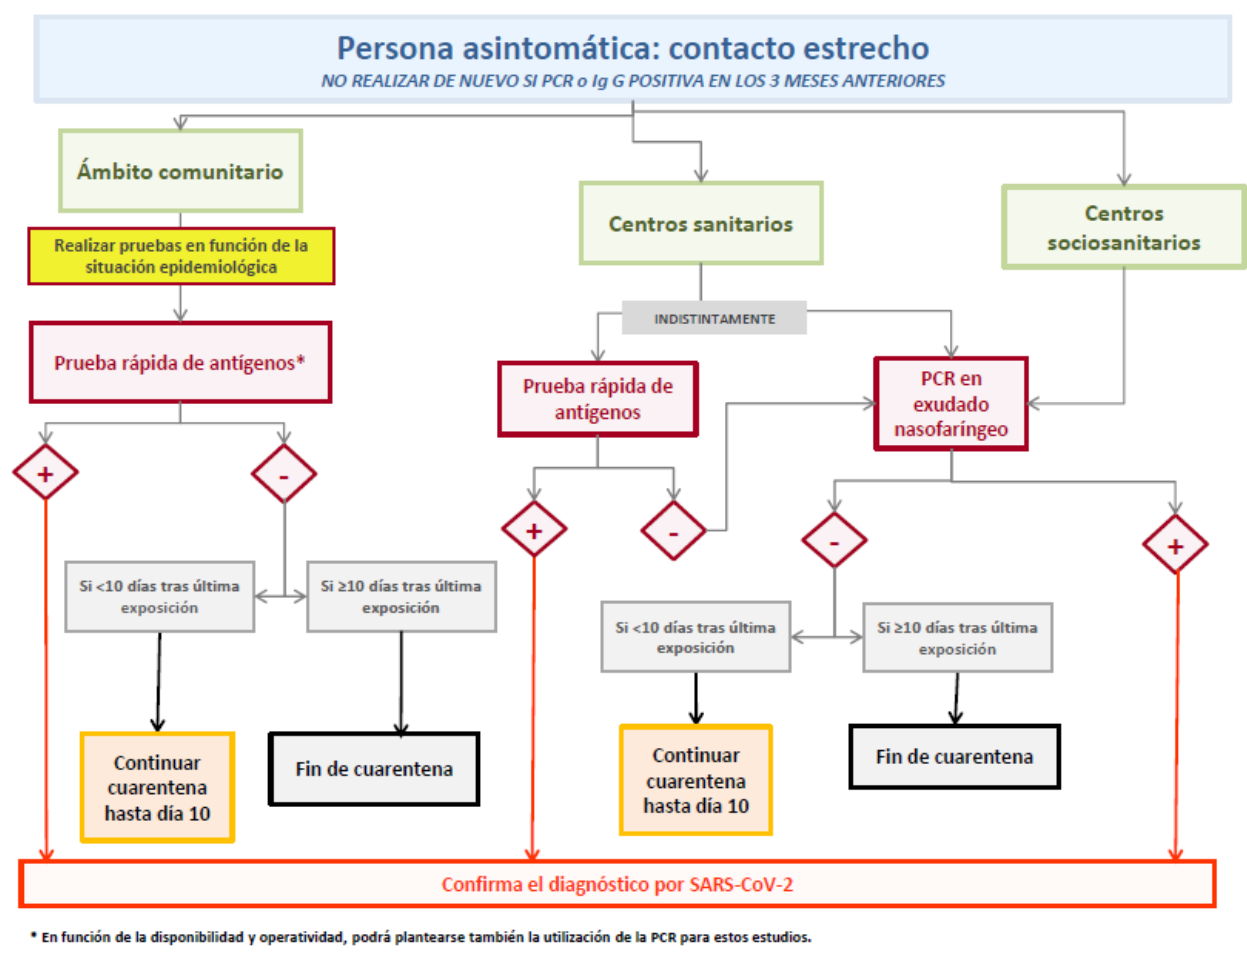 Persona asintomática: contacto estrecho
NO REALIZAR DE NUEVO SI PCR o Ig G POSITIVA EN LOS 3 MESES ANTERIORES
Ámbito comunitario
Realizar pruebas en función de la
situación epidemiológica
Prueba rápida de antígenos*
+
-
Si <10 días tras última
exposición
Si ≥10 días tras última
exposición
Continuar
cuarentena
hasta día 10
Fin de cuarentena
Centros sanitarios
INDISTINTAMENTE
Prueba rápida de
antígenos
+
-
Centros
sociosanitarios
PCR en
exudado
nasofaríngeo
-
+
Si <10 días tras última
exposición
Si ≥10 días tras última
exposición
Continuar
cuarentena
hasta día 10
Fin de cuarentena
Confirma el diagnóstico por SARS-CoV-2
* En función de la disponibilidad y operatividad, podrá plantearse también la utilización de la PCR para estos estudios.